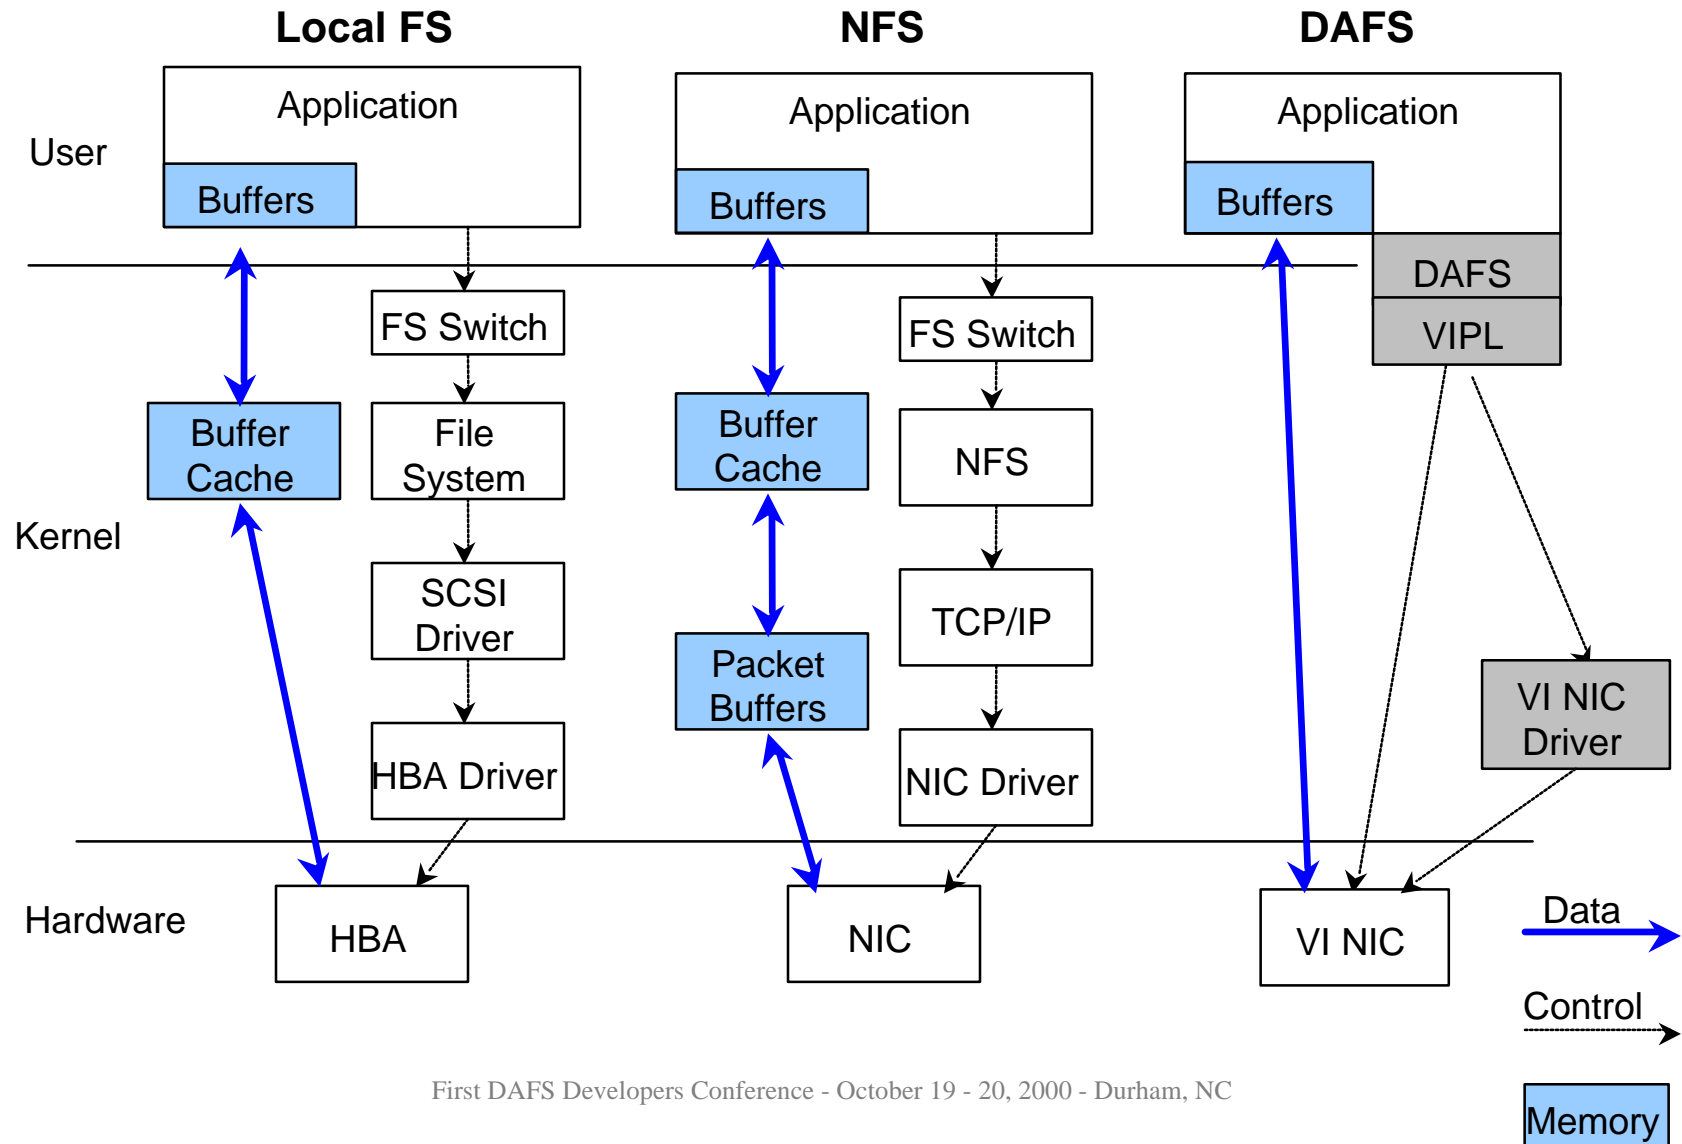 Local FS
NFS
DAFS
User
Application
Buffers
Application
Buffers
Application
Buffers
DAFS
VIPL
Kernel
FS Switch
Buffer
Cache
File
System
SCSI
Driver
HBA Driver
FS Switch
Buffer
Cache
NFS
TCP/IP
Packet
Buffers
NIC Driver
VI NIC
Driver
Hardware
HBA
NIC
VI NIC
Data
Control
Memory
First DAFS Developers Conference - October 19 - 20, 2000 - Durham, NC